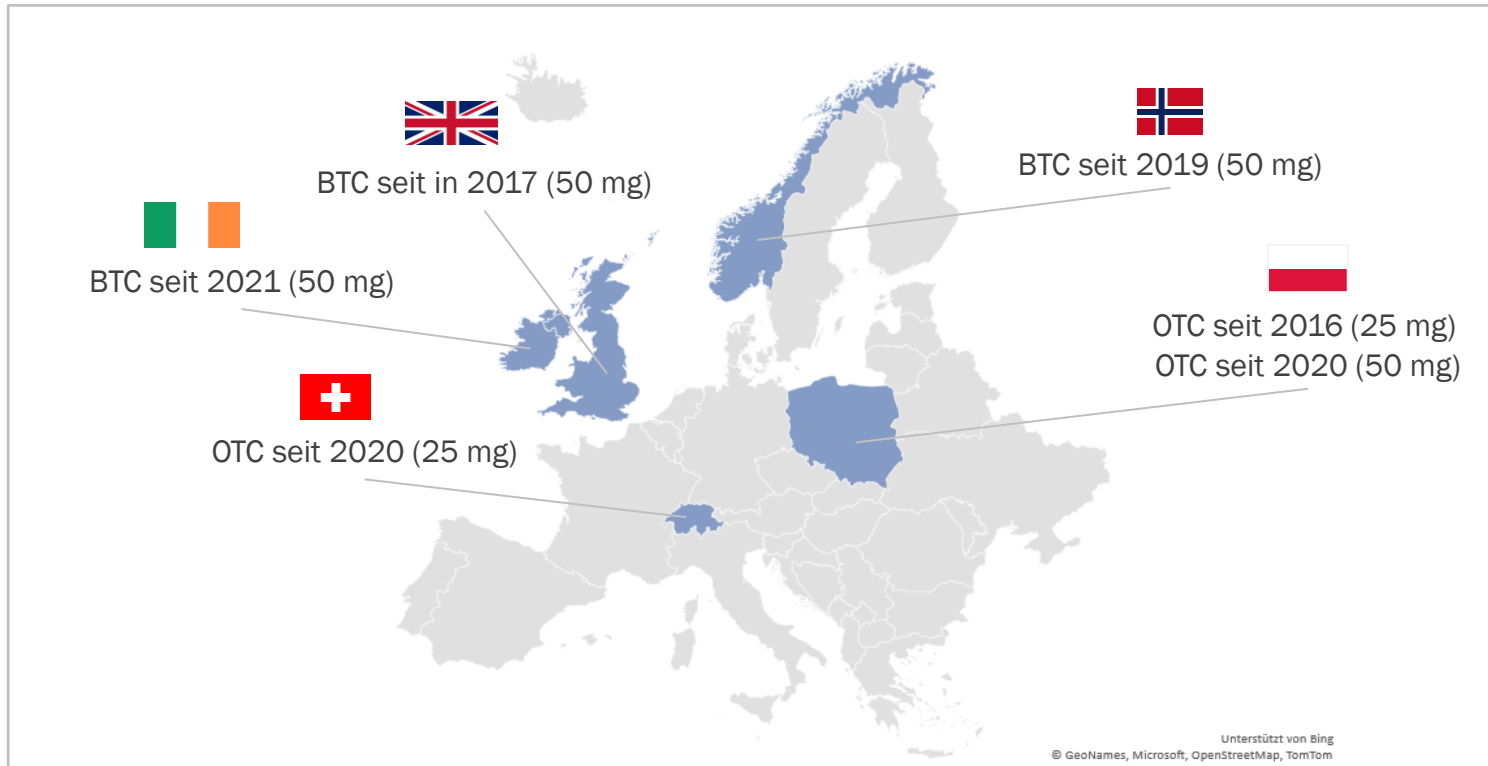 BTC seit in 2017 (50 mg)
BTC seit 2019 (50 mg)
BTC seit 2021 (50 mg)
OTC seit 2016 (25 mg)
OTC seit 2020 (50 mg)
OTC seit 2020 (25 mg)
Unterstützt von Bing
© GeoNames, Microsoft, OpenStreetMap, TomTom